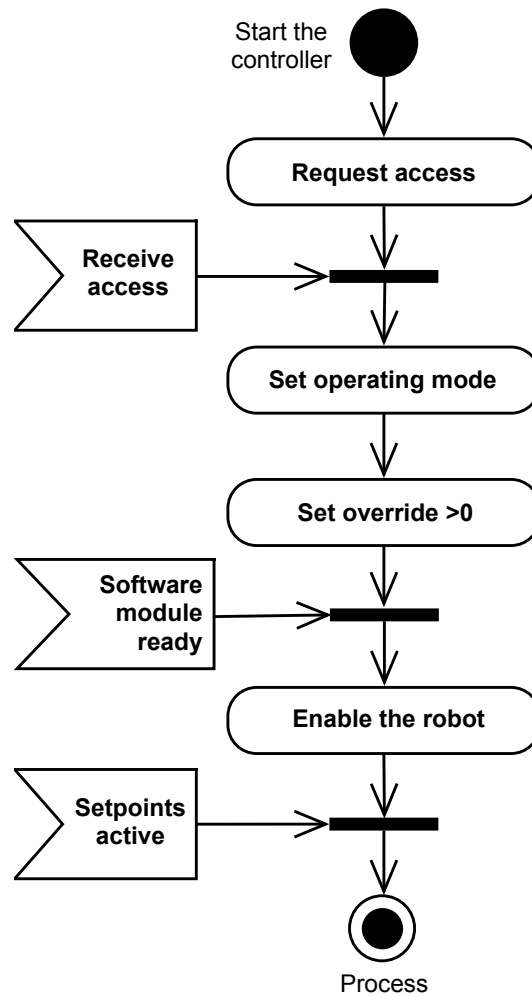 Start the
controller
Request access
Receive
access
Set operating mode
Set override >0
Software
module
ready
Enable the robot
Setpoints
active
Process